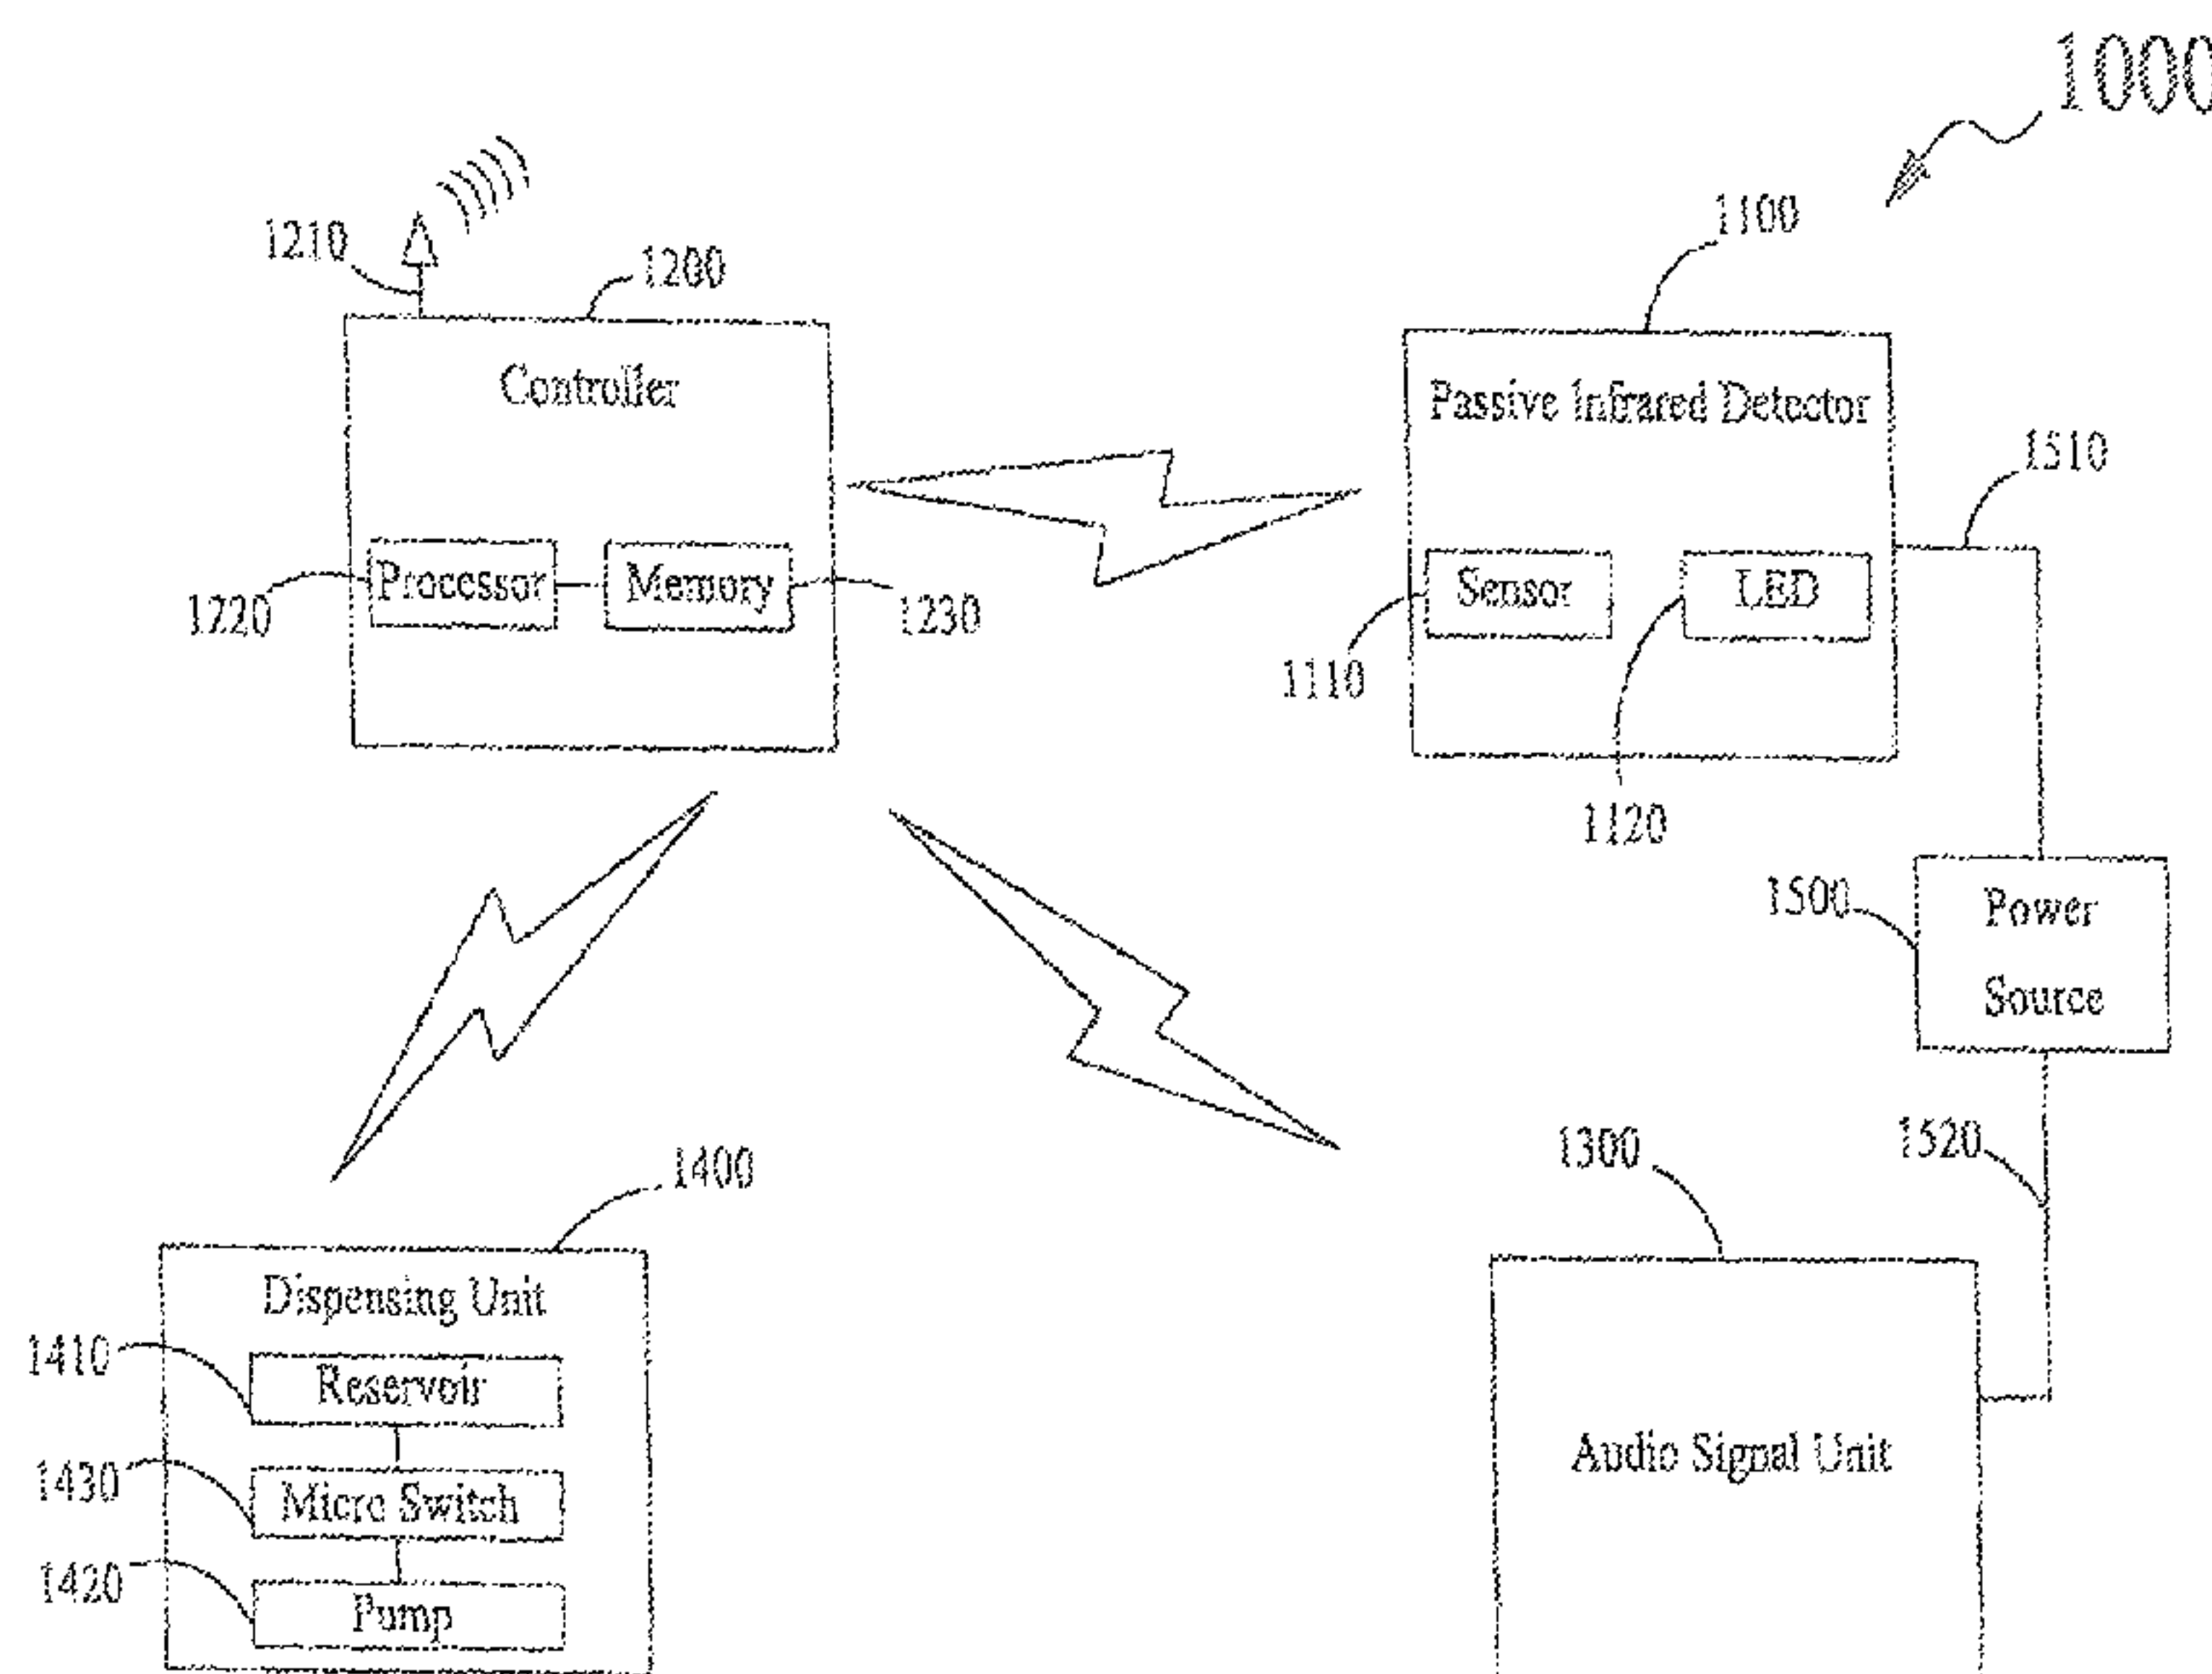 1000
1210
1200
1100
Controller
Passive Infrared Detector
1510
Processor
Memory
Sensor
LED
1220
1230
1110
1120
1500
Power
Source
1520
1300
1400
Dispensing Unit
1410
Reservoir
Audio Signal Unit
1430
Micro Switch
1420
Pump